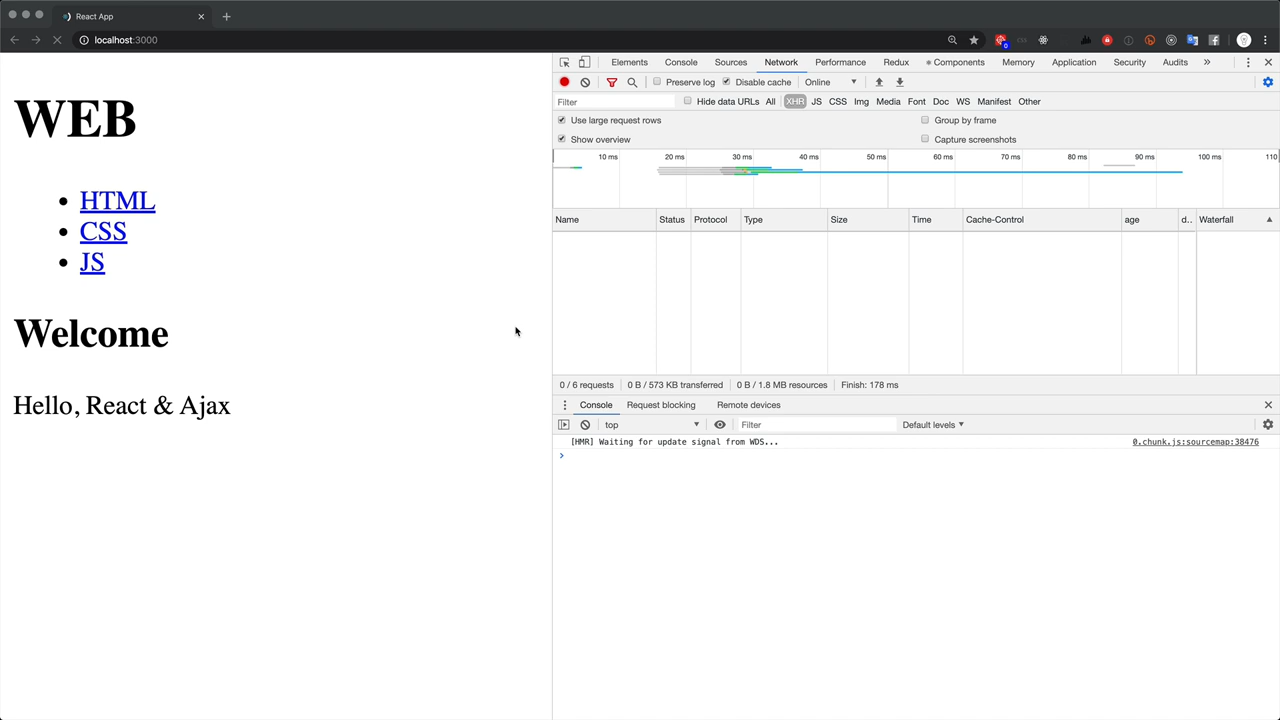 React App
localhost:3000
WEB
HTML
CSS
JS
Welcome
Hello, React & Ajax
Elements Console Sources Network Performance Redux Components Memory Application Security Audits »
Preserve log Disable cache Online
Filter Hide data URLs All XHR JS CSS Img Media Font Doc WS Manifest Other
Use large request rows Group by frame
Show overview Capture screenshots
10 ms 20 ms 30 ms 40 ms 50 ms 60 ms 70 ms 80 ms 90 ms 100 ms 110
Name Status Protocol Type Size Time Cache-Control age d.. Waterfall
0 / 6 requests 0 B / 573 KB transferred 0 B / 1.8 MB resources Finish: 178 ms
Console Request blocking Remote devices
top Filter Default levels
[HMR] Waiting for update signal from WDS... 0.chunk.js:sourcemap:38476